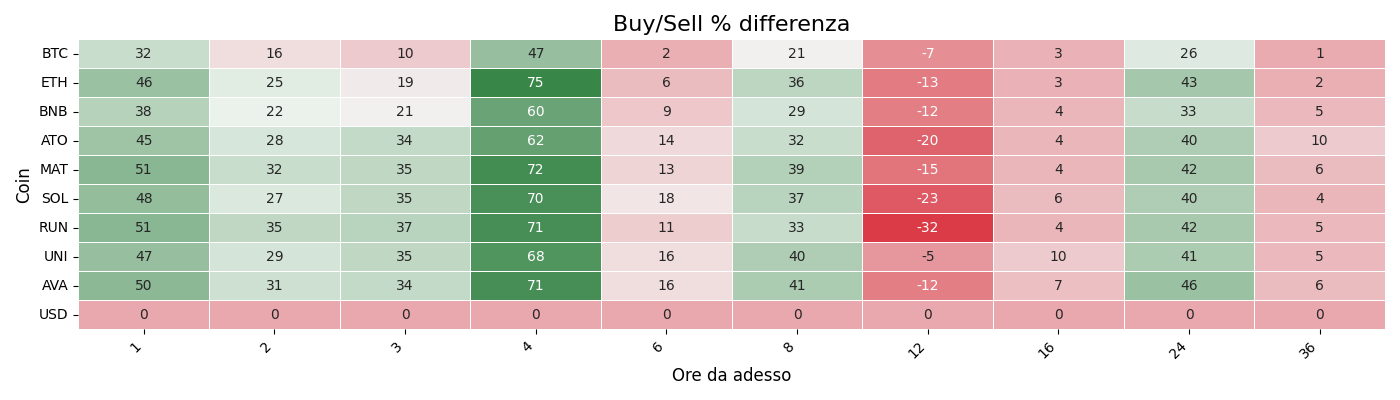 Buy/Sell % differenza
Coin
BTC 32 16 10 47 2 21 -7 3 26 1
ETH 46 25 19 75 6 36 -13 3 43 2
BNB 38 22 21 60 9 29 -12 4 33 5
ATO 45 28 34 62 14 32 -20 4 40 10
MAT 51 32 35 72 13 39 -15 4 42 6
SOL 48 27 35 70 18 37 -23 6 40 4
RUN 51 35 37 71 11 33 -32 4 42 5
UNI 47 29 35 68 16 40 -5 10 41 5
AVA 50 31 34 71 16 41 -12 7 46 6
USD 0 0 0 0 0 0 0 0 0 0
1 2 3 4 6 8 12 16 24 36
Ore da adesso